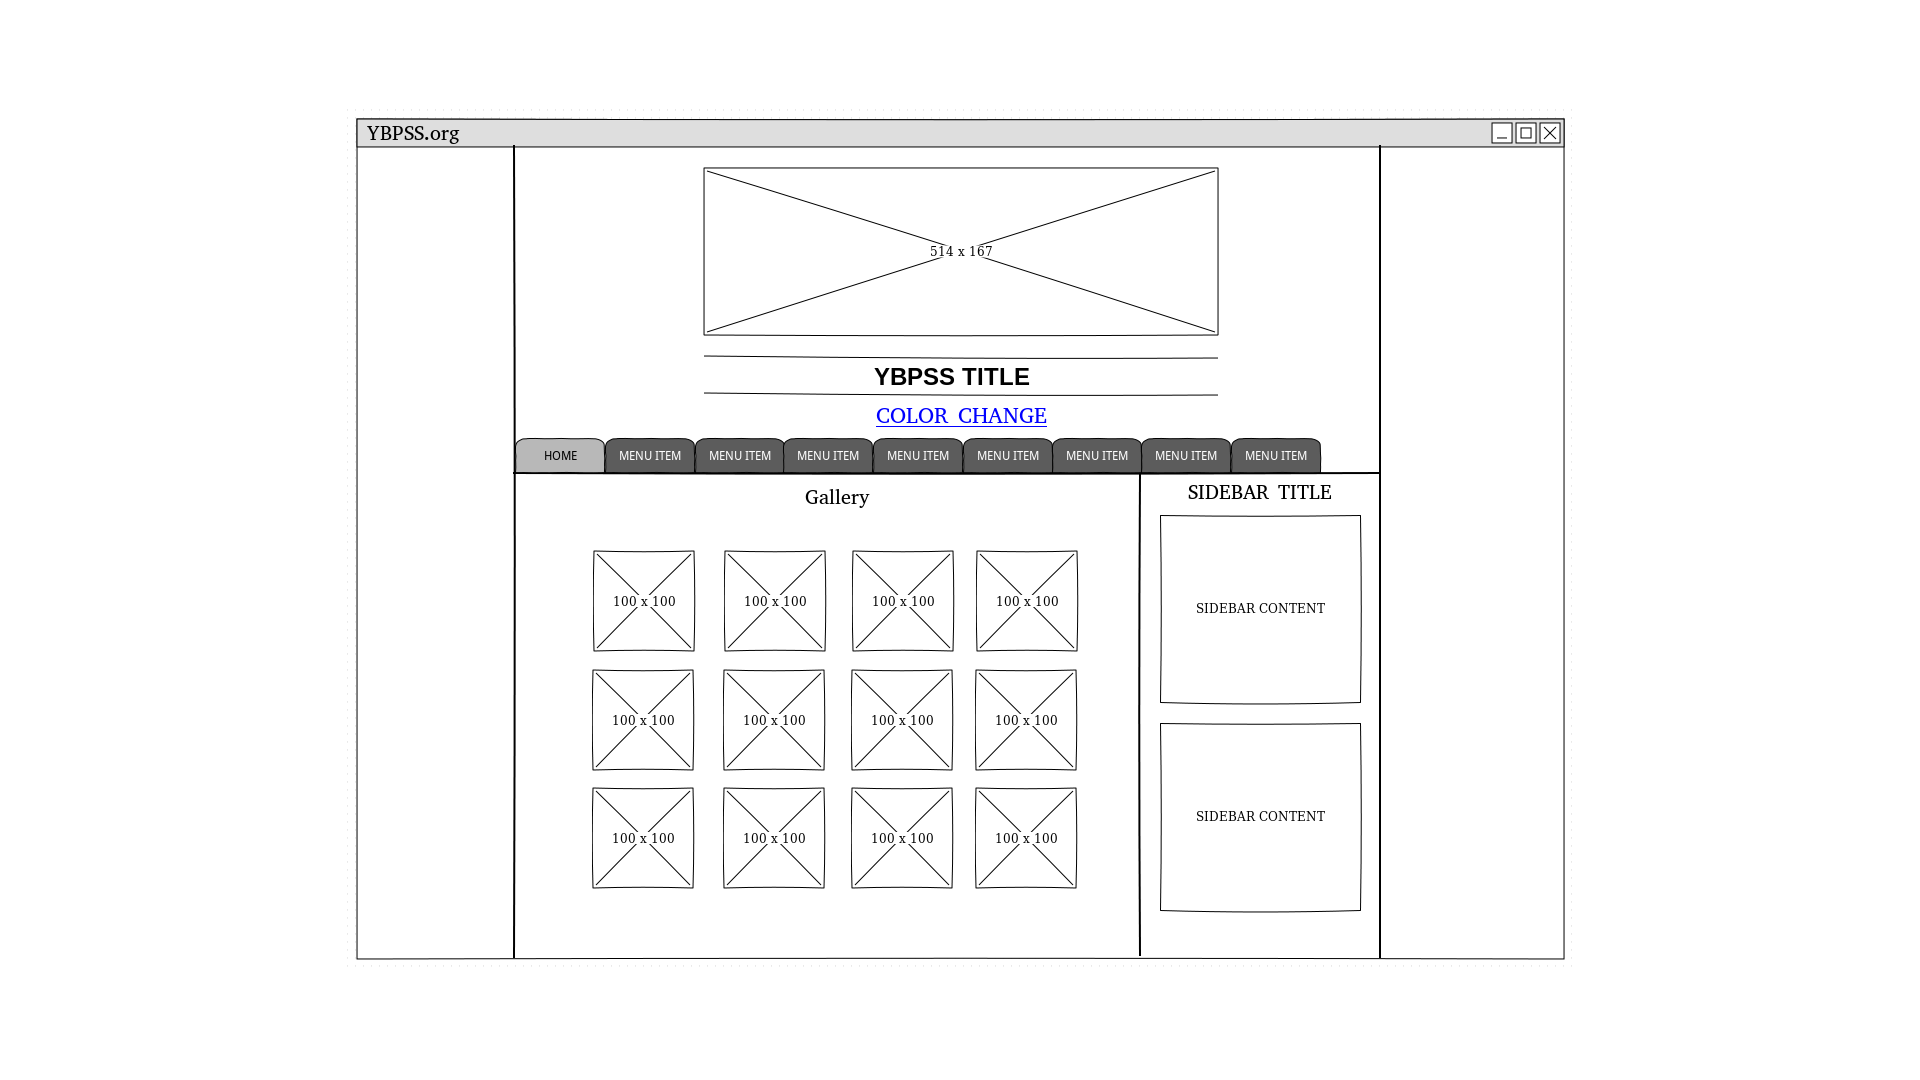 YBPSS.org
514 x 167
YBPSS TITLE
COLOR CHANGE
HOME MENU ITEM MENU ITEM MENU ITEM MENU ITEM MENU ITEM MENU ITEM MENU ITEM MENU ITEM
Gallery
100 x 100 100 x 100 100 x 100 100 x 100
100 x 100 100 x 100 100 x 100 100 x 100
100 x 100 100 x 100 100 x 100 100 x 100
SIDEBAR TITLE
SIDEBAR CONTENT
SIDEBAR CONTENT